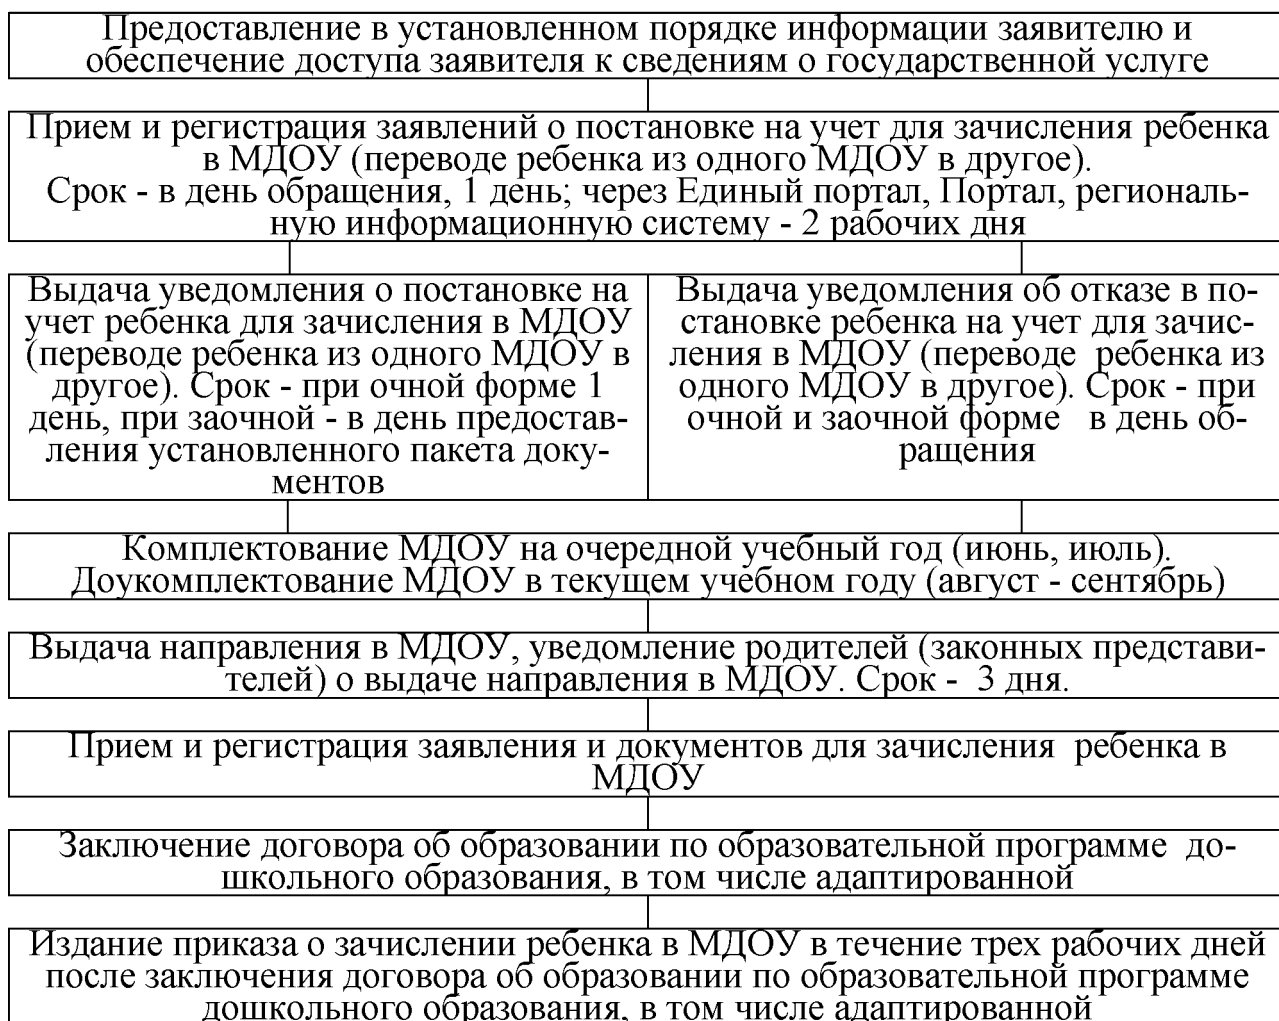 Предоставление в установленном порядке информации заявителю и
обеспечение доступа заявителя к сведениям о государственной услуге
Прием и регистрация заявлений о постановке на учет для зачисления ребенка
в МДОУ (переводе ребенка из одного МДОУ в другое).
Срок - в день обращения, 1 день; через Единый портал, Портал, региональ-
ную информационную систему - 2 рабочих дня
Выдача уведомления о постановке на
учет ребенка для зачисления в МДОУ
(переводе ребенка из одного МДОУ в
другое). Срок - при очной форме 1
день, при заочной - в день предостав-
ления установленного пакета доку-
ментов
Выдача уведомления об отказе в по-
становке ребенка на учет для зачис-
ления в МДОУ (переводе ребенка из
одного МДОУ в другое). Срок - при
очной и заочной форме в день об-
ращения
Комплектование МДОУ на очередной учебный год (июнь, июль).
Доукомплектование МДОУ в текущем учебном году (август - сентябрь)
Выдача направления в МДОУ, уведомление родителей (законных представи-
телей) о выдаче направления в МДОУ. Срок - 3 дня.
Прием и регистрация заявления и документов для зачисления ребенка в
МДОУ
Заключение договора об образовании по образовательной программе до-
школьного образования, в том числе адаптированной
Издание приказа о зачислении ребенка в МДОУ в течение трех рабочих дней
после заключения договора об образовании по образовательной программе
дошкольного образования, в том числе адаптированной